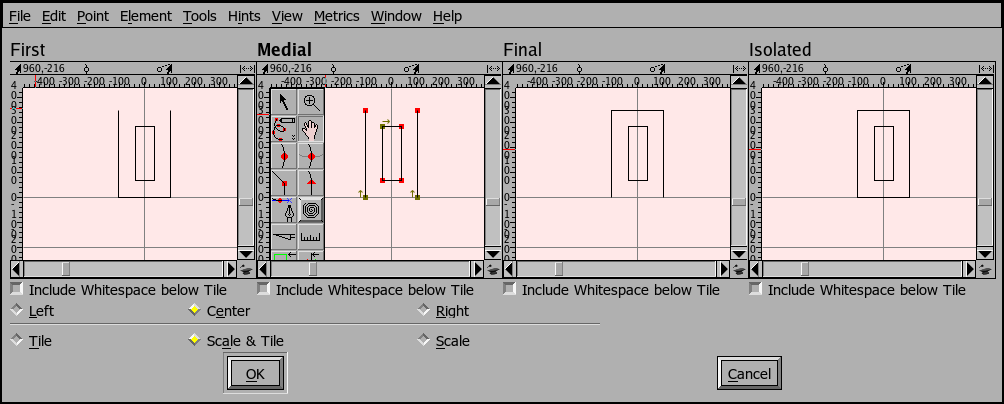 File Edit Point Element Tools Hints View Metrics Window Help
First Medial Final Isolated
960,-216 960,-216 960,-216 960,-216
-400 -300 -200 -100 0 100 200 300 -400 -300 -200 -100 0 100 200 300 -400 -300 -200 -100 0 100 200 300 -400 -300 -200 -100 0 100 200 300
Include Whitespace below Tile Include Whitespace below Tile Include Whitespace below Tile Include Whitespace below Tile
Left Center Right
Tile Scale & Tile Scale
OK Cancel